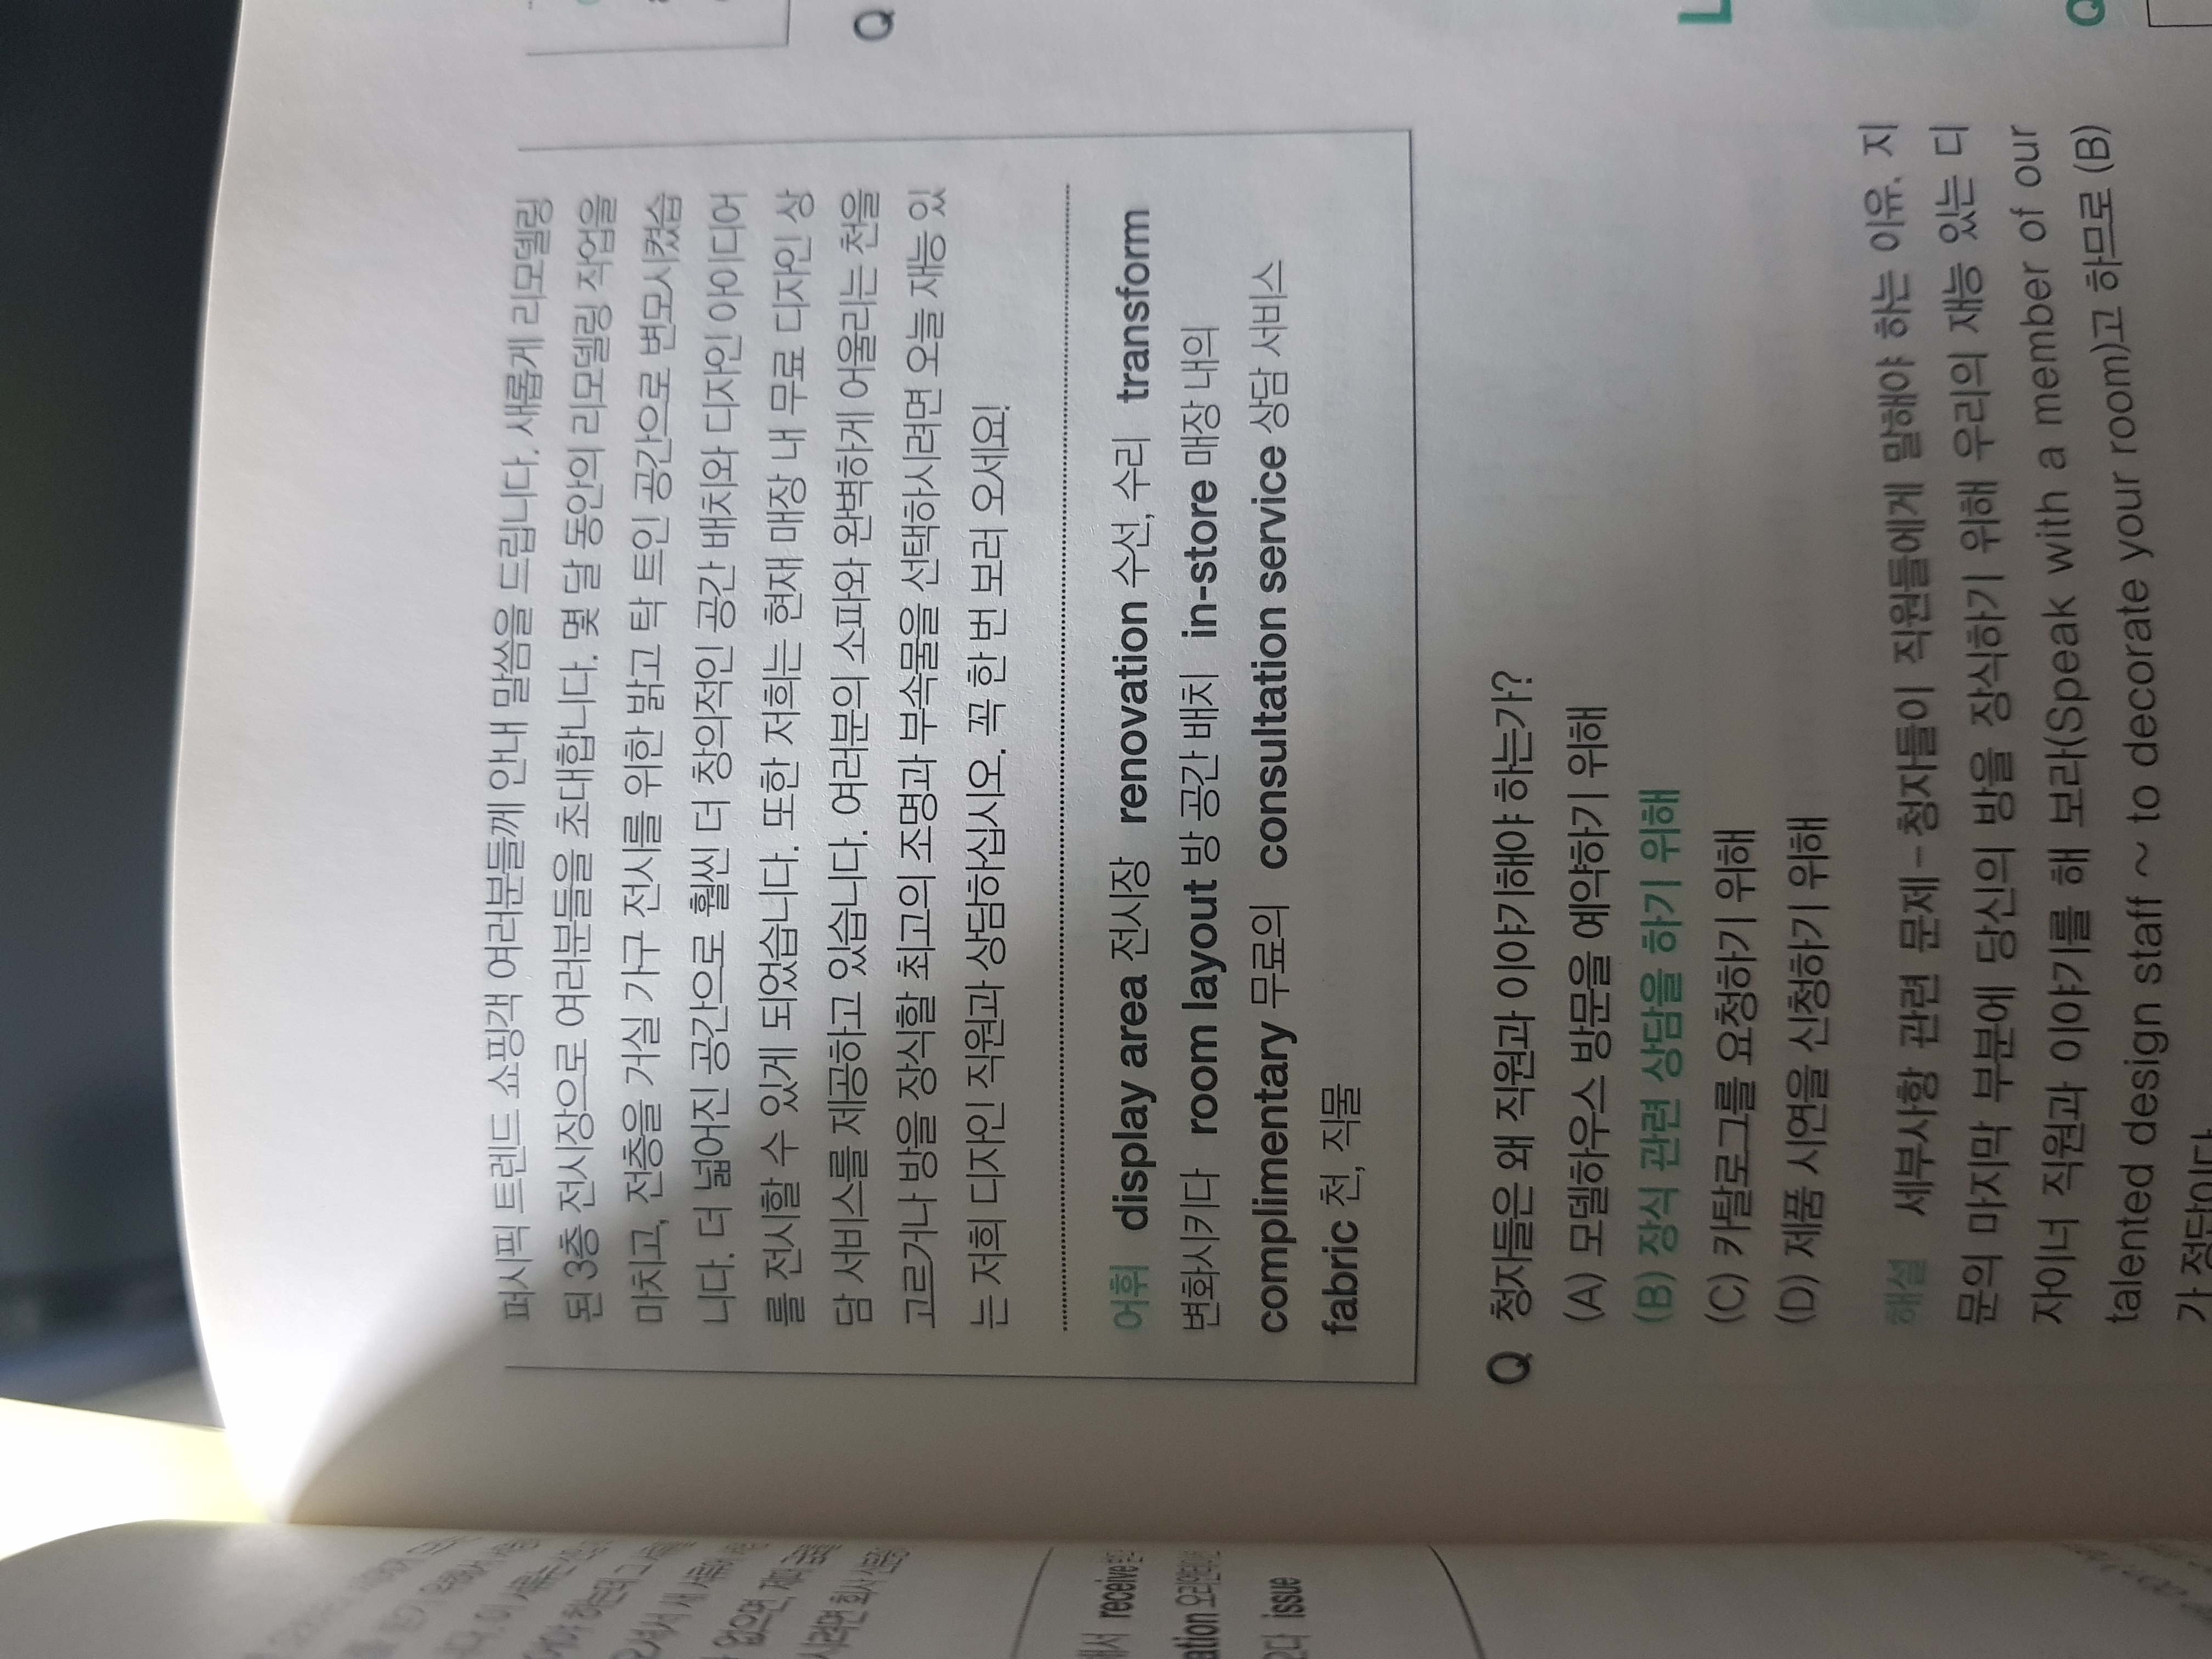 퍼시픽 트렌드 쇼핑객 여러분들께 안내 말씀을 드립니다. 새롭게 리모델링
된 3층 전시장으로 여러분들을 초대합니다. 몇 달 동안의 리모델링 작업을
마치고, 전층을 거실 가구 전시를 위한 밝고 탁 트인 공간으로 변모시켰습
니다. 더 넓어진 공간으로 훨씬 더 창의적인 공간 배치와 디자인 아이디어
를 전시할 수 있게 되었습니다. 또한 저희는 현재 매장 내 무료 디자인 상
담 서비스를 제공하고 있습니다. 여러분의 소파와 완벽하게 어울리는 천을
고르거나 방을 장식할 최고의 조명과 부속물을 선택하시려면 오늘 재능 있
는 저희 디자인 직원과 상담하십시오. 꼭 한 번 보러 오세요!
어휘 display area 전시장 renovation 수선, 수리 transform
변화시키다 room layout 방 공간 배치 in-store 매장 내의
complimentary 무료의 consultation service 상담 서비스
fabric 천, 직물
Q 청자들은 왜 직원과 이야기해야 하는가?
(A) 모델하우스 방문을 예약하기 위해
(B) 장식 관련 상담을 하기 위해
(C) 카탈로그를 요청하기 위해
(D) 제품 시연을 신청하기 위해
해설 세부사항 관련 문제 – 청자들이 직원들에게 말해야 하는 이유. 지
문의 마지막 부분에 당신의 방을 장식하기 위해 우리의 재능 있는 디
자이너 직원과 이야기를 해 보라(Speak with a member of our
talented design staff ~ to decorate your room)고 하므로 (B)
가 정답이다.
receive
없으면,
시려면 회사
issue
Q